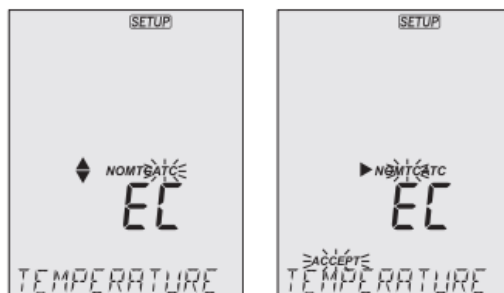 SETUP
NOMTCATC
EC
TEMPERATURE
SETUP
NOMTCATC
EC
ACCEPT
TEMPERATURE